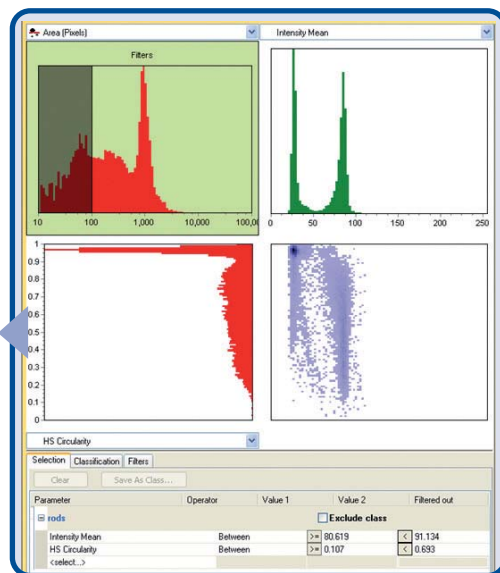 Area (Pixels) Intensity Mean
Filters
10 100 1,000 10,000 100,00
0 50 100 150 200 250
1
0.9
0.8
0.7
0.6
0.5
0.4
0.3
0.2
0.1
0
HS Circularity
Selection Classification Filters
Clear Save As Class...
Parameter Operator Value 1 Value 2 Filtered out
rods Exclude class
Intensity Mean Between >= 80.619 < 91.134
HS Circularity Between >= 0.107 < 0.693
<select...>